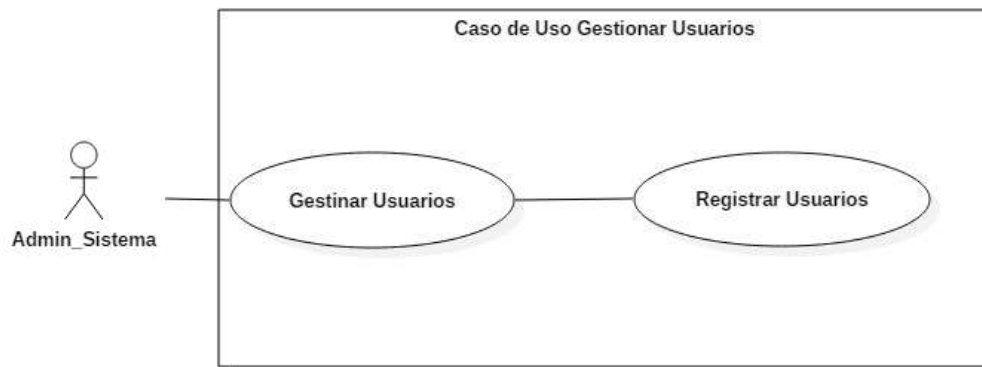 Caso de Uso Gestionar Usuarios
Gestinar Usuarios
Registrar Usuarios
Admin_Sistema